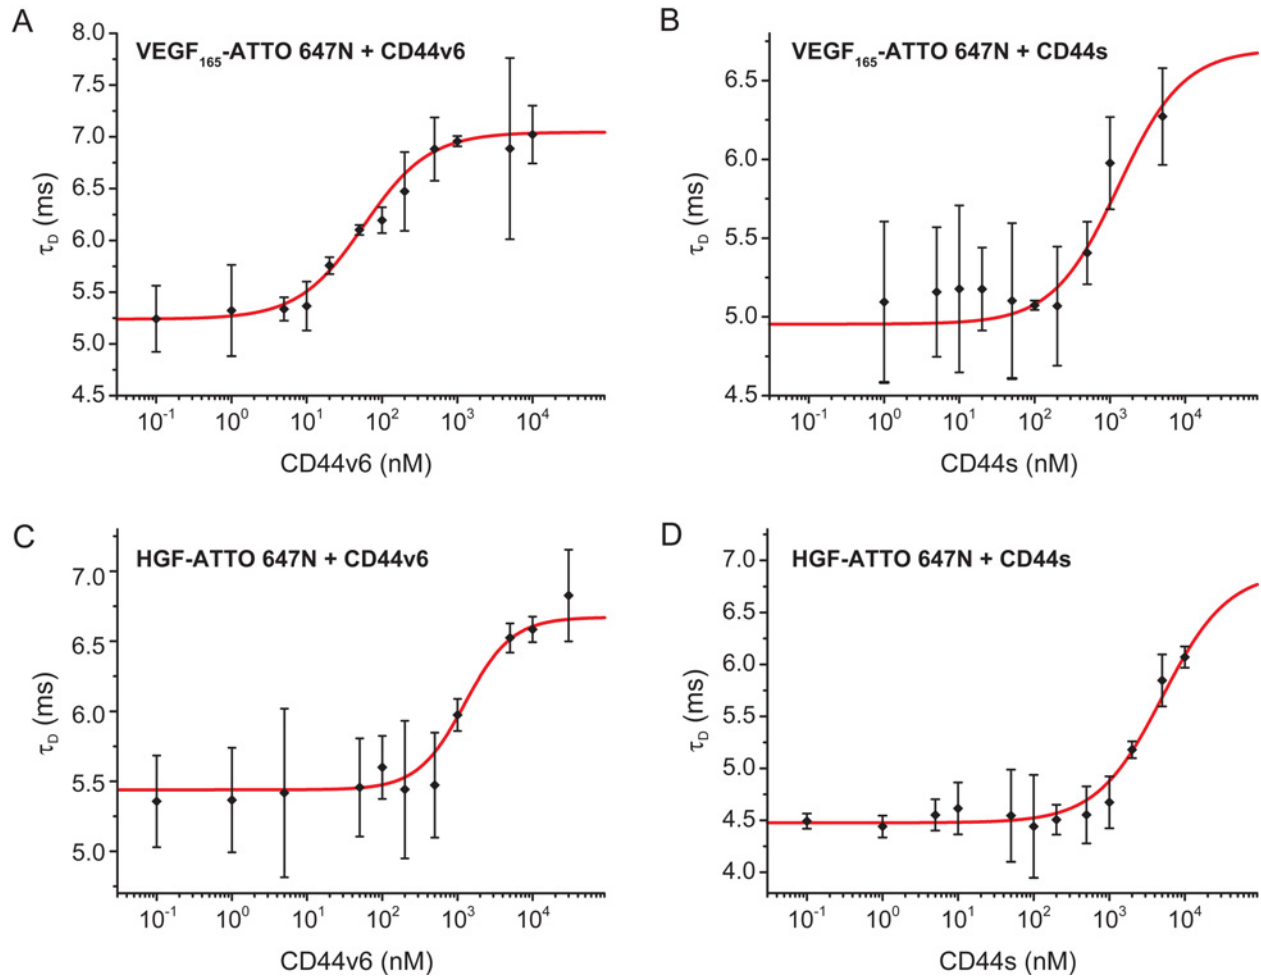 A
VEGF₁₆₅-ATTO 647N + CD44v6
8.0
7.5
7.0
6.5
6.0
5.5
5.0
4.5
τD (ms)
10⁻¹ 10⁰ 10¹ 10² 10³ 10⁴
CD44v6 (nM)
B
VEGF₁₆₅-ATTO 647N + CD44s
6.5
6.0
5.5
5.0
4.5
τD (ms)
10⁻¹ 10⁰ 10¹ 10² 10³ 10⁴
CD44s (nM)
C
HGF-ATTO 647N + CD44v6
7.0
6.5
6.0
5.5
5.0
τD (ms)
10⁻¹ 10⁰ 10¹ 10² 10³ 10⁴
CD44v6 (nM)
D
HGF-ATTO 647N + CD44s
7.0
6.5
6.0
5.5
5.0
4.5
4.0
τD (ms)
10⁻¹ 10⁰ 10¹ 10² 10³ 10⁴
CD44s (nM)